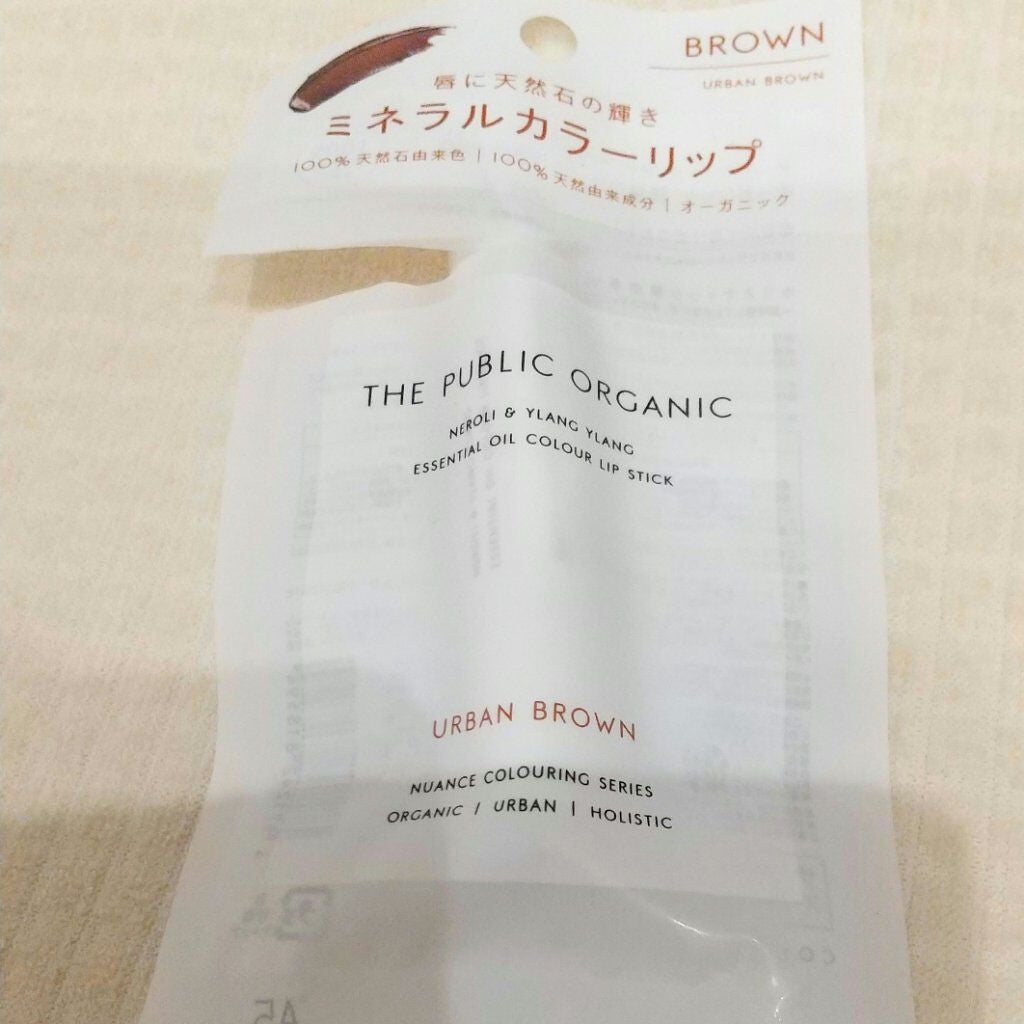 BROWN
URBAN BROWN
唇に天然石の輝き
ミネラルカラーリップ
100% 天然石由来色 | 100% 天然由来成分 | オーガニック
THE PUBLIC ORGANIC
NEROLI & YLANG YLANG
ESSENTIAL OIL COLOUR LIP STICK
URBAN BROWN
NUANCE COLOURING SERIES
ORGANIC / URBAN | HOLISTIC